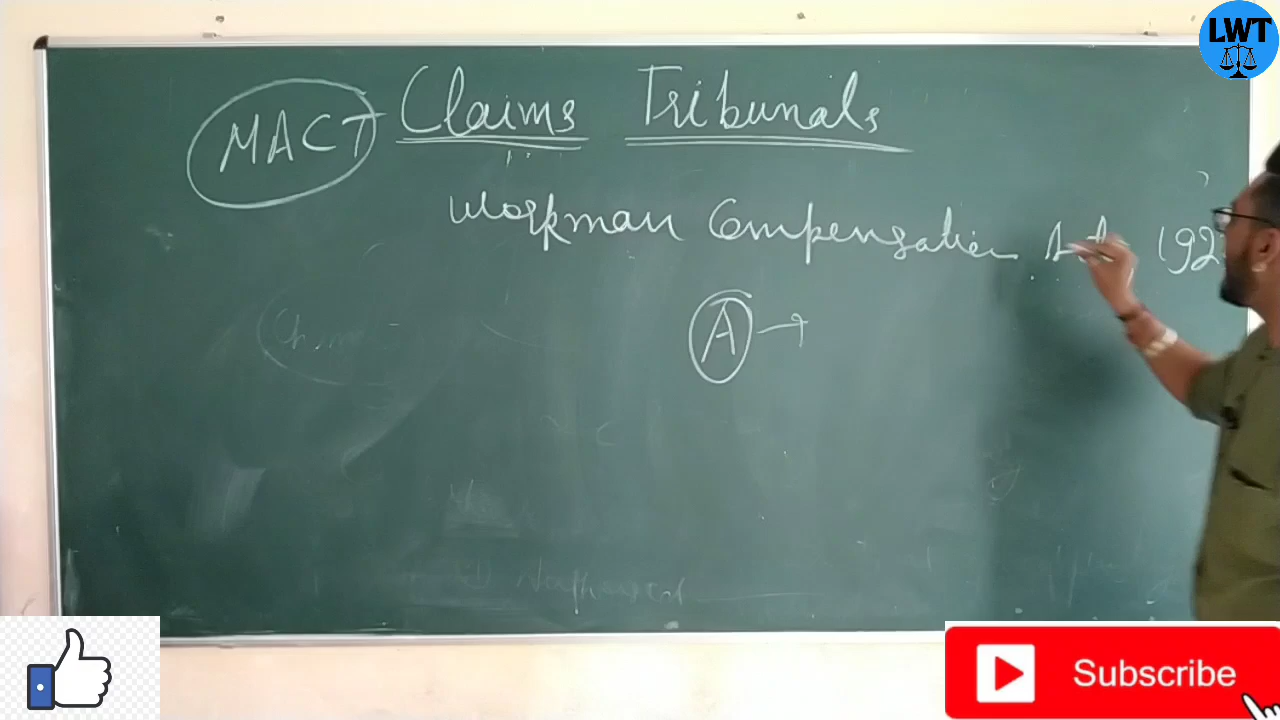 LWT
MACT Claims Tribunals
Workman Compensation Act 192
A →
Subscribe